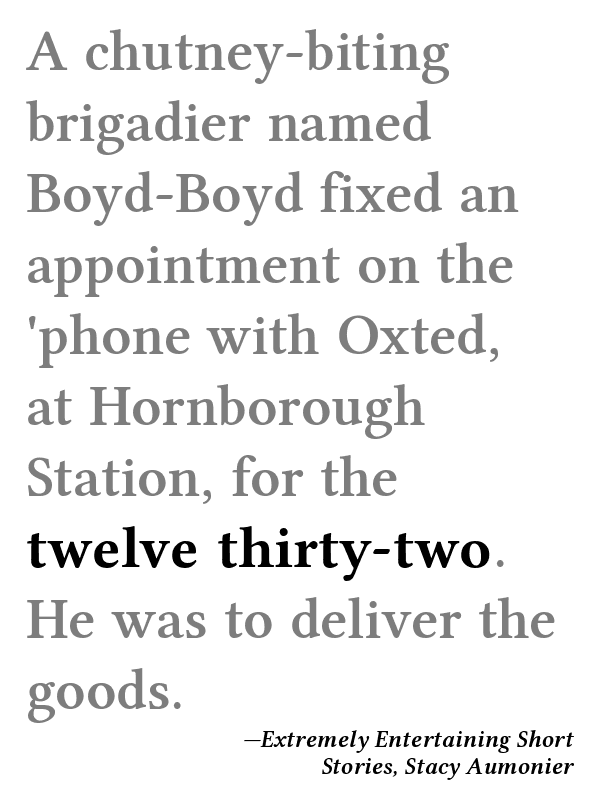 A chutney-biting
brigadier named
Boyd-Boyd fixed an
appointment on the
'phone with Oxted,
at Hornborough
Station, for the
twelve thirty-two.
He was to deliver the
goods.
—Extremely Entertaining Short
Stories, Stacy Aumonier